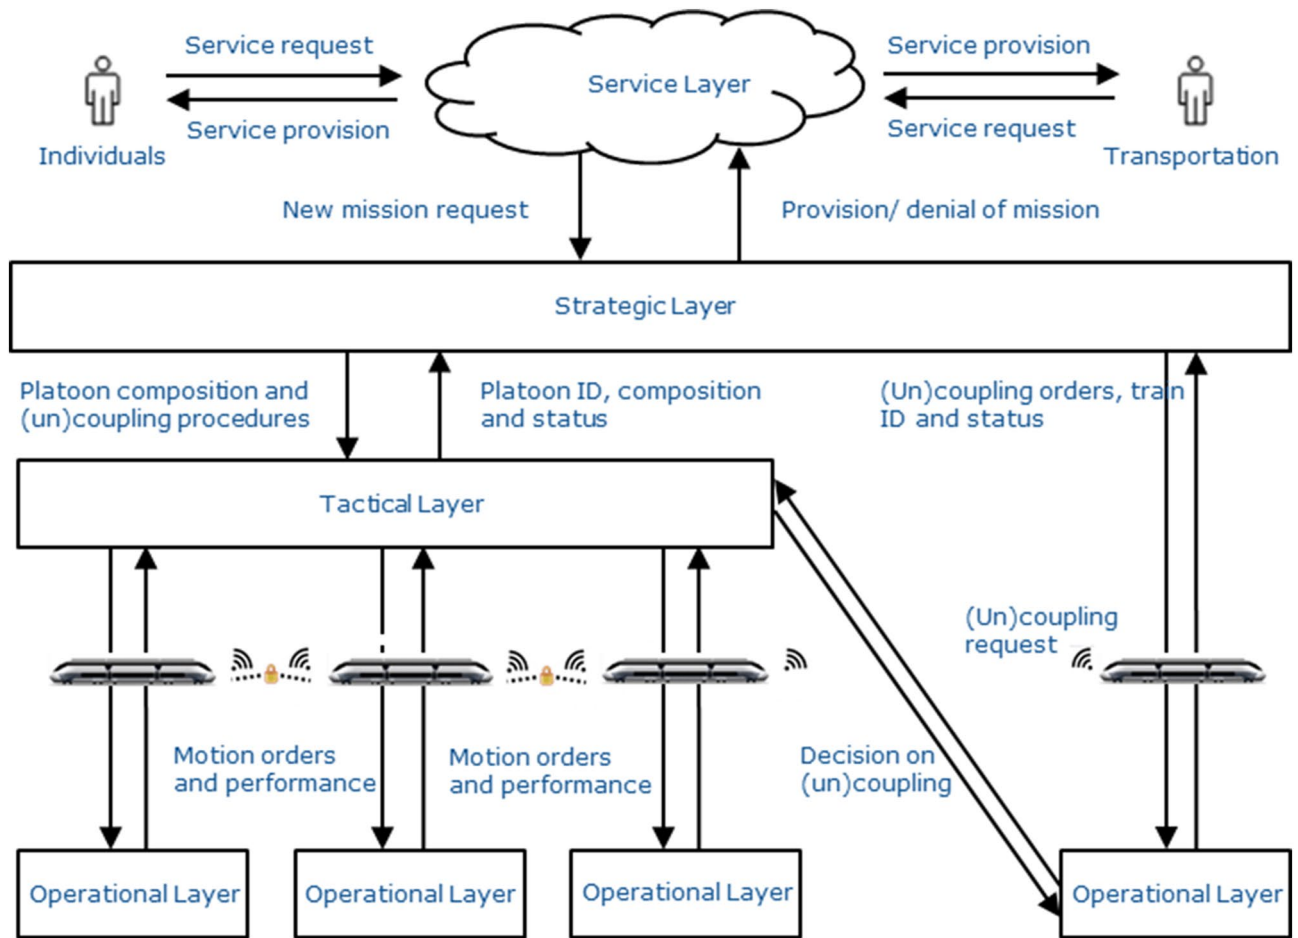 Service request
Service provision
Service Layer
Service provision
Service request
Individuals
Transportation
New mission request
Provision/ denial of mission
Strategic Layer
Platoon composition and
(un)coupling procedures
Platoon ID, composition
and status
(Un)coupling orders, train
ID and status
Tactical Layer
(Un)coupling
request
Motion orders
and performance
Motion orders
and performance
Decision on
(un)coupling
Operational Layer
Operational Layer
Operational Layer
Operational Layer